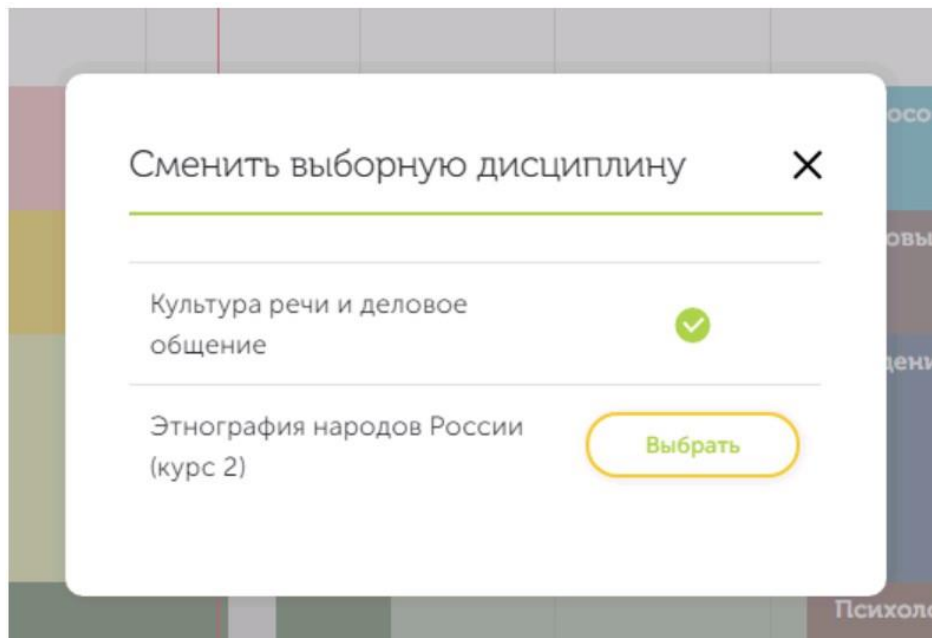 Сменить выборную дисциплину
Культура речи и деловое
общение
Этнография народов России
(курс 2)
Выбрать